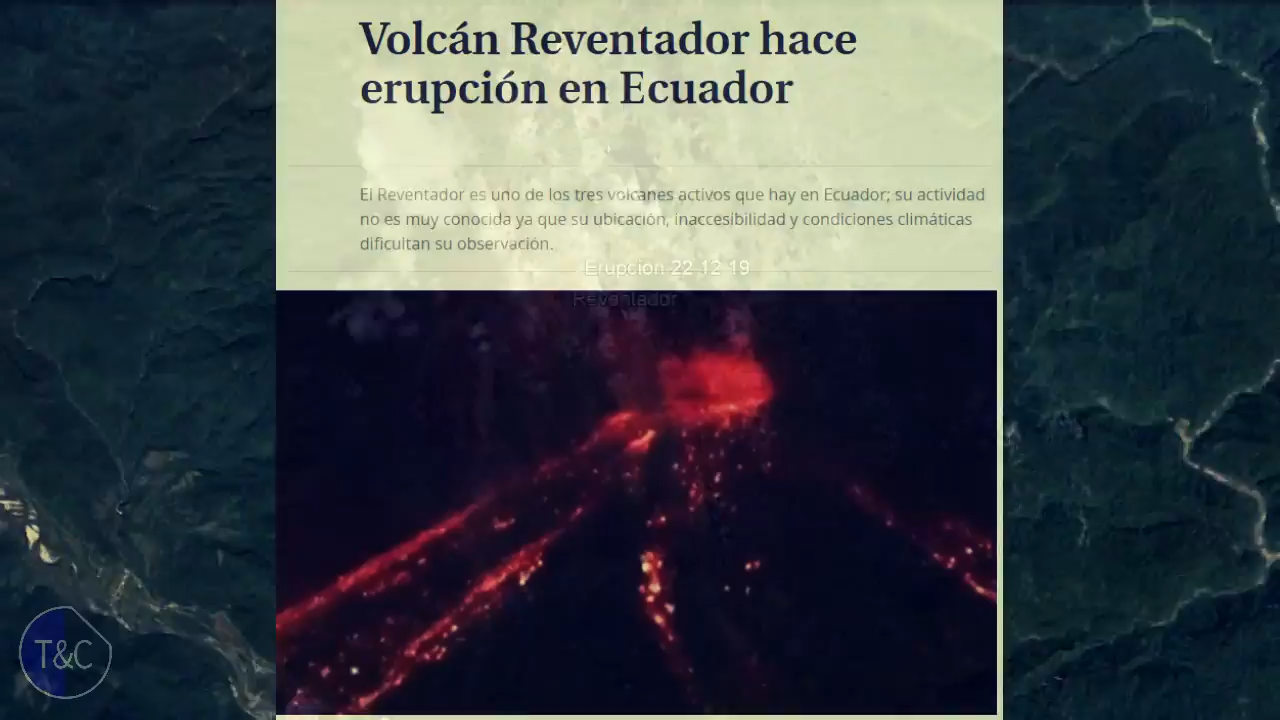 Volcán Reventador hace
erupción en Ecuador
El Reventador es uno de los tres volcanes activos que hay en Ecuador; su actividad
no es muy conocida ya que su ubicación, inaccesibilidad y condiciones climáticas
dificultan su observación.
Erupcion 22 12 19
Reventador
T&C